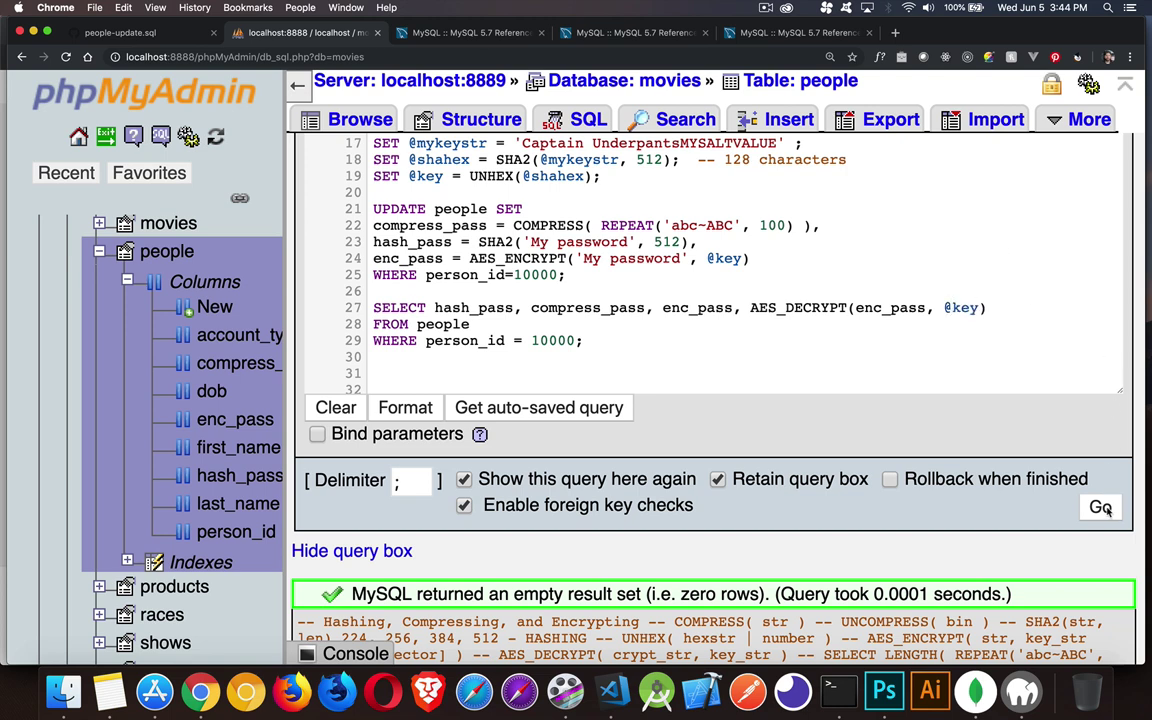 Chrome File Edit View History Bookmarks People Window Help 100% Wed Jun 5 3:44 PM
people-update.sql
localhost:8888 / localhost / mo
MySQL :: MySQL 5.7 Referenc
MySQL :: MySQL 5.7 Referenc
MySQL :: MySQL 5.7 Referenc
localhost:8888/phpMyAdmin/db_sql.php?db=movies
phpMyAdmin
Recent Favorites
movies
people
Columns
New
account_ty
compress_
dob
enc_pass
first_name
hash_pass
last_name
person_id
Indexes
products
races
shows
Server: localhost:8889 » Database: movies » Table: people
Browse Structure SQL Search Insert Export Import More
17 SET @mykeystr = 'Captain UnderpantsMYSALTVALUE' ;
18 SET @shahex = SHA2(@mykeystr, 512); -- 128 characters
19 SET @key = UNHEX(@shahex);
20
21 UPDATE people SET
22 compress_pass = COMPRESS( REPEAT('abc~ABC', 100) ),
23 hash_pass = SHA2('My password', 512),
24 enc_pass = AES_ENCRYPT('My password', @key)
25 WHERE person_id=10000;
26
27 SELECT hash_pass, compress_pass, enc_pass, AES_DECRYPT(enc_pass, @key)
28 FROM people
29 WHERE person_id = 10000;
30
31
32
Clear Format Get auto-saved query
Bind parameters
[ Delimiter ; ] Show this query here again Retain query box Rollback when finished
Enable foreign key checks
Go
Hide query box
MySQL returned an empty result set (i.e. zero rows). (Query took 0.0001 seconds.)
-- Hashing, Compressing, and Encrypting -- COMPRESS( str ) -- UNCOMPRESS( bin ) -- SHA2(str,
len) 224, 256, 384, 512 - HASHING -- UNHEX( hexstr | number ) -- AES_ENCRYPT( str, key_str
Console
ector] ) -- AES_DECRYPT( crypt_str, key_str ) -- SELECT LENGTH( REPEAT('abc~ABC',
Ps
Ai